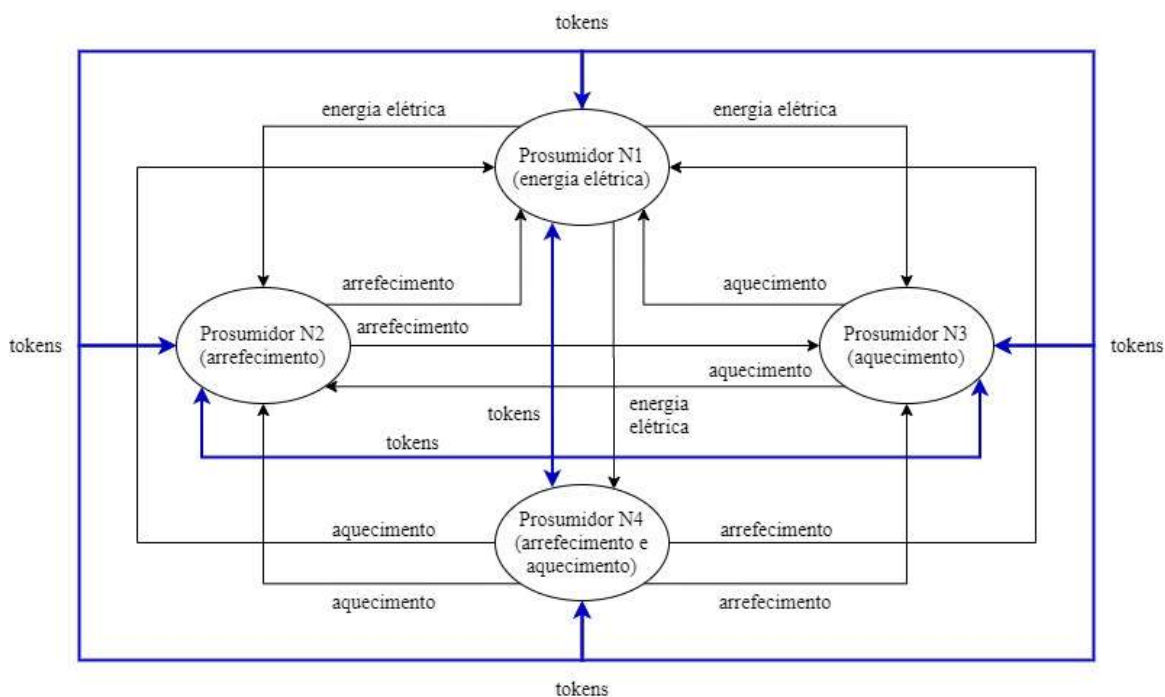 tokens
energia elétrica
energia elétrica
Prosumidor N1
(energia elétrica)
arrefecimento
aquecimento
Prosumidor N2
(arrefecimento)
arrefecimento
Prosumidor N3
(aquecimento)
tokens
tokens
aquecimento
tokens
energia
elétrica
tokens
Prosumidor N4
(arrefecimento e
aquecimento)
aquecimento
arrefecimento
aquecimento
arrefecimento
tokens